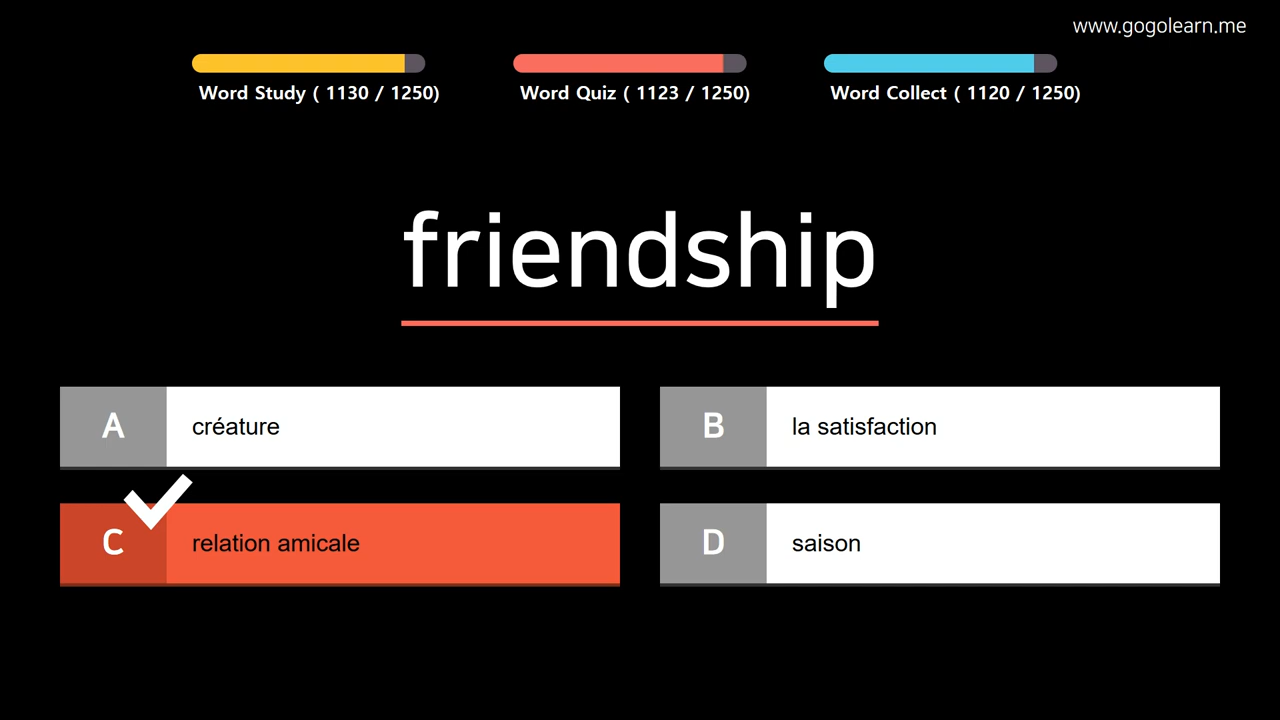 www.gogolearn.me
Word Study ( 1130 / 1250)
Word Quiz ( 1123 / 1250)
Word Collect ( 1120 / 1250)
friendship
A créature
B la satisfaction
C relation amicale
D saison